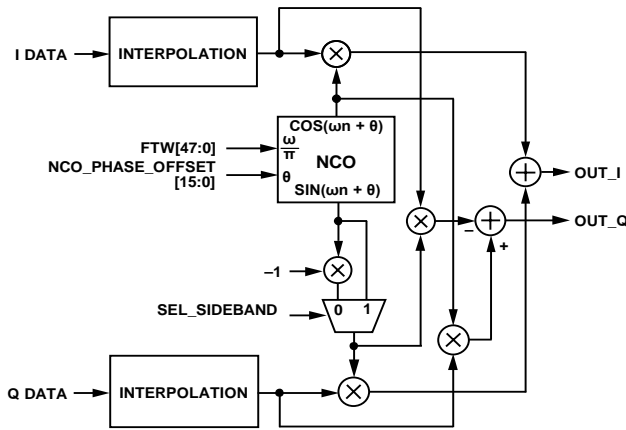 I DATA
INTERPOLATION
COS(ωn + θ)
FTW[47:0]
ω
π
NCO
NCO_PHASE_OFFSET
[15:0]
θ
SIN(ωn + θ)
OUT_I
OUT_Q
–
+
–1
0 1
SEL_SIDEBAND
Q DATA
INTERPOLATION